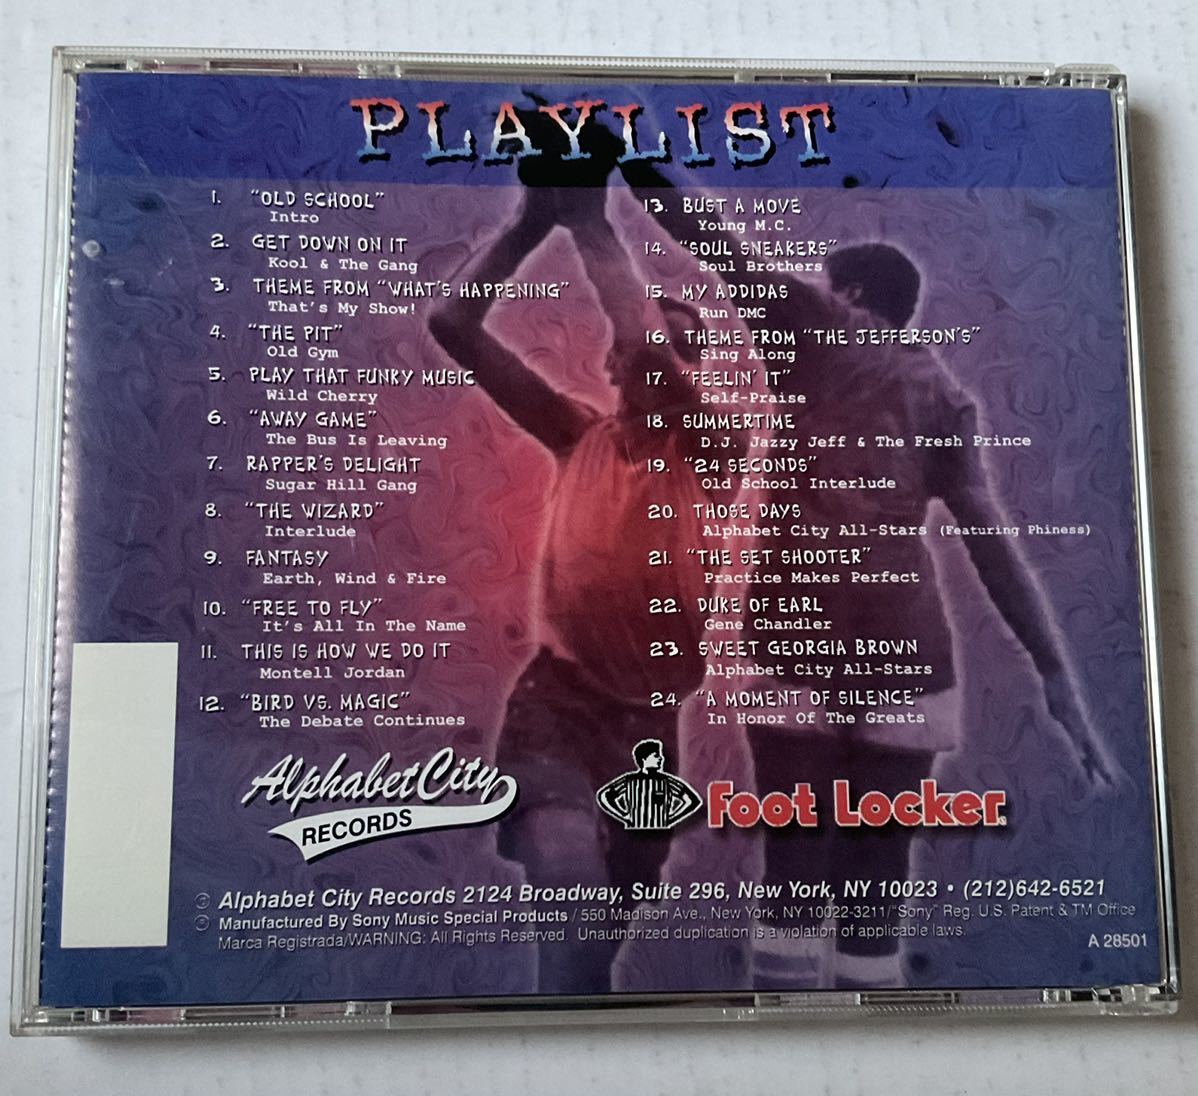 PLAYLIST
1. "OLD SCHOOL"
Intro
2. GET DOWN ON IT
Kool & The Gang
3. THEME FROM "WHAT'S HAPPENING"
That's My Show!
4. "THE PIT"
Old Gym
5. PLAY THAT FUNKY MUSIC
Wild Cherry
6. "AWAY GAME"
The Bus Is Leaving
7. RAPPER'S DELIGHT
Sugar Hill Gang
8. "THE WIZARD"
Interlude
9. FANTASY
Earth, Wind & Fire
10. "FREE TO FLY"
It's All In The Name
11. THIS IS HOW WE DO IT
Montell Jordan
12. "BIRD VS. MAGIC"
The Debate Continues
13. BUST A MOVE
Young M.C.
14. "SOUL SNEAKERS"
Soul Brothers
15. MY ADDIDAS
Run DMC
16. THEME FROM "THE JEFFERSON'S"
Sing Along
17. "FEELIN' IT"
Self-Praise
18. SUMMERTIME
D.J. Jazzy Jeff & The Fresh Prince
19. "24 SECONDS"
Old School Interlude
20. THOSE DAYS
Alphabet City All-Stars (Featuring Phiness)
21. "THE SET SHOOTER"
Practice Makes Perfect
22. DUKE OF EARL
Gene Chandler
23. SWEET GEORGIA BROWN
Alphabet City All-Stars
24. "A MOMENT OF SILENCE"
In Honor Of The Greats
Alphabet City
RECORDS
Foot Locker
Alphabet City Records 2124 Broadway, Suite 296, New York, NY 10023 • (212)642-6521
Manufactured By Sony Music Special Products / 550 Madison Ave., New York, NY 10022-3211/"Sony" Reg. U.S. Patent & TM Office
Marca Registrada/WARNING: All Rights Reserved. Unauthorized duplication is a violation of applicable laws.
A 28501